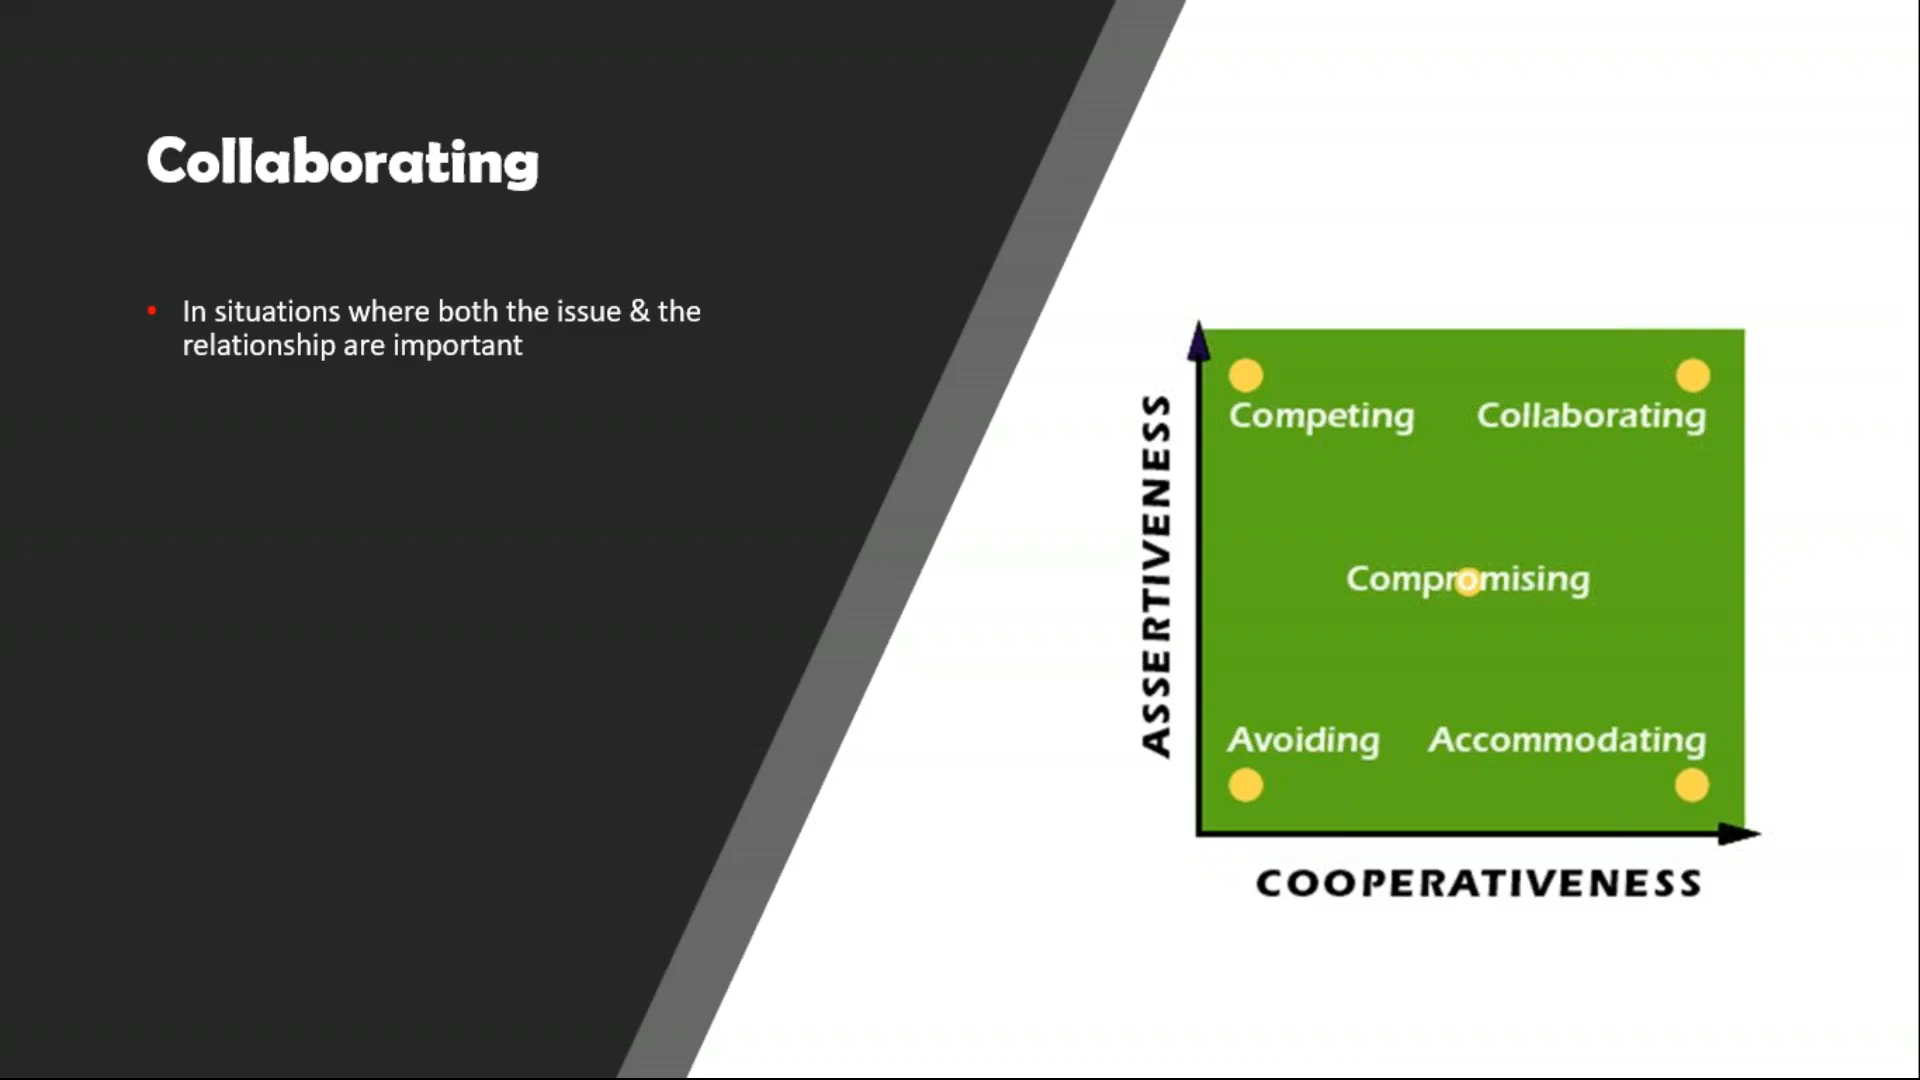 Collaborating
• In situations where both the issue & the
relationship are important
ASSERTIVENESS
Competing
Collaborating
Compromising
Avoiding
Accommodating
COOPERATIVENESS